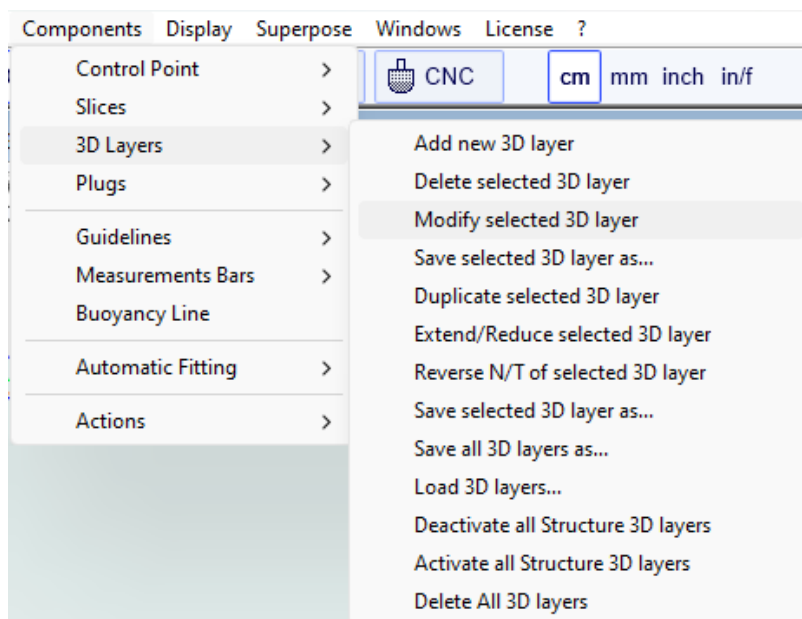 Components Display Superpose Windows License ?
Control Point
CNC cm mm inch in/f
Slices
3D Layers
Add new 3D layer
Plugs
Delete selected 3D layer
Modify selected 3D layer
Guidelines
Save selected 3D layer as...
Measurements Bars
Duplicate selected 3D layer
Buoyancy Line
Extend/Reduce selected 3D layer
Automatic Fitting
Reverse N/T of selected 3D layer
Actions
Save selected 3D layer as...
Save all 3D layers as...
Load 3D layers...
Deactivate all Structure 3D layers
Activate all Structure 3D layers
Delete All 3D layers